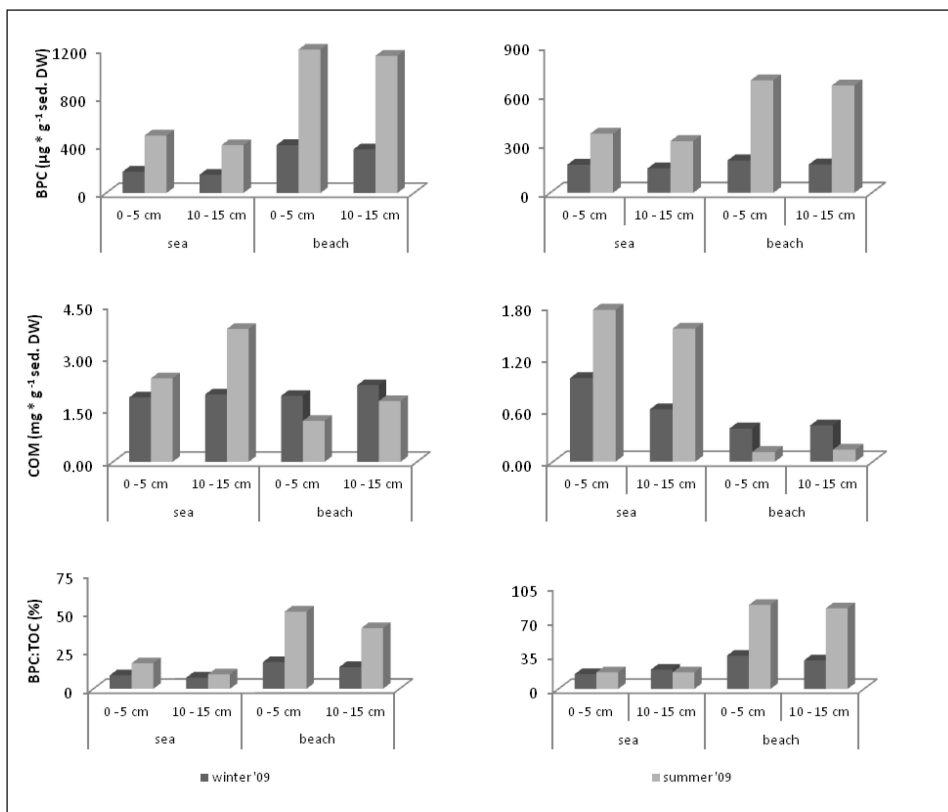 BPC (µg * g⁻¹ sed. DW)
1200
800
400
0
0 -5 cm 10 - 15 cm 0 -5 cm 10 - 15 cm
sea beach
900
600
300
0
0 -5 cm 10 - 15 cm 0 -5 cm 10 - 15 cm
sea beach
COM (mg * g⁻¹ sed. DW)
4.50
3.00
1.50
0.00
0 -5 cm 10 - 15 cm 0 -5 cm 10 - 15 cm
sea beach
1.80
1.20
0.60
0.00
0 -5 cm 10 - 15 cm 0 -5 cm 10 - 15 cm
sea beach
BPC:TOC (%)
75
50
25
0
0 -5 cm 10 - 15 cm 0 -5 cm 10 - 15 cm
sea beach
105
70
35
0
0 -5 cm 10 - 15 cm 0 -5 cm 10 - 15 cm
sea beach
winter '09 summer '09